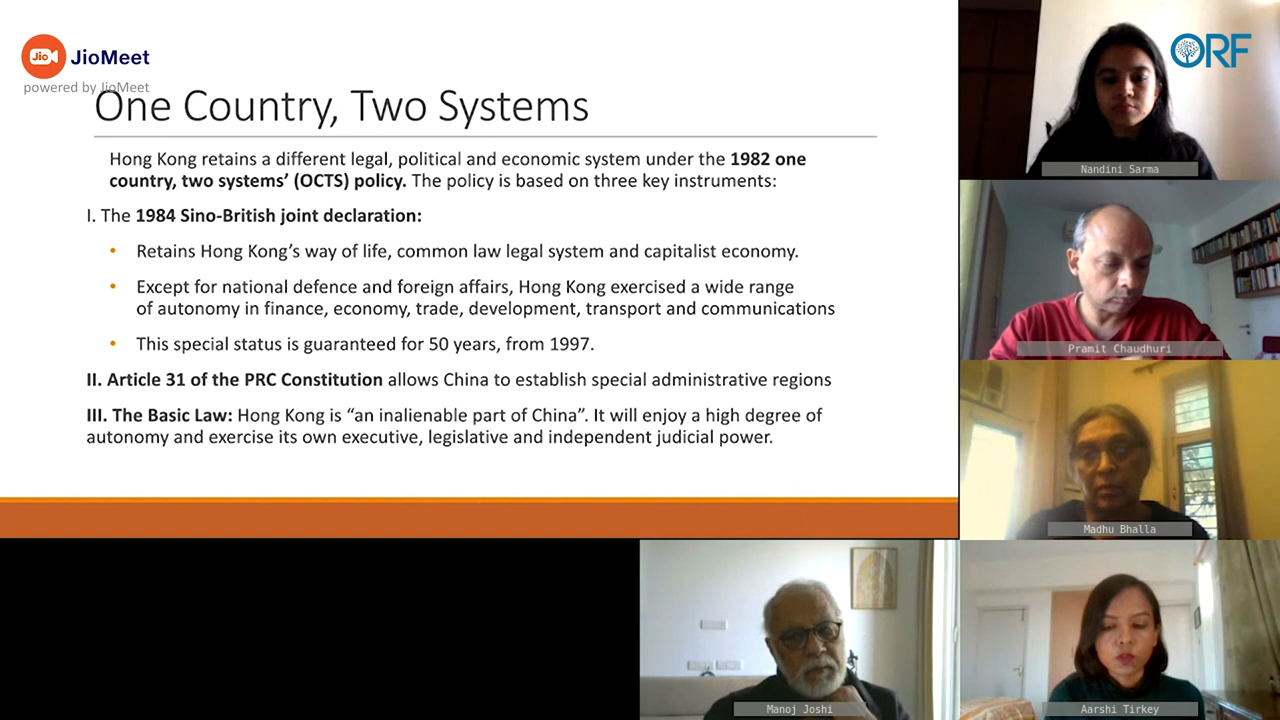 Jio
JioMeet
powered by JioMeet
ORF
One Country, Two Systems
Hong Kong retains a different legal, political and economic system under the 1982 one
country, two systems’ (OCTS) policy. The policy is based on three key instruments:
I. The 1984 Sino-British joint declaration:
• Retains Hong Kong’s way of life, common law legal system and capitalist economy.
• Except for national defence and foreign affairs, Hong Kong exercised a wide range
of autonomy in finance, economy, trade, development, transport and communications
• This special status is guaranteed for 50 years, from 1997.
II. Article 31 of the PRC Constitution allows China to establish special administrative regions
III. The Basic Law: Hong Kong is “an inalienable part of China”. It will enjoy a high degree of
autonomy and exercise its own executive, legislative and independent judicial power.
Nandini Sarma
Pramit Chaudhuri
Madhu Bhalla
Manoj Joshi
Aarshi Tirkey